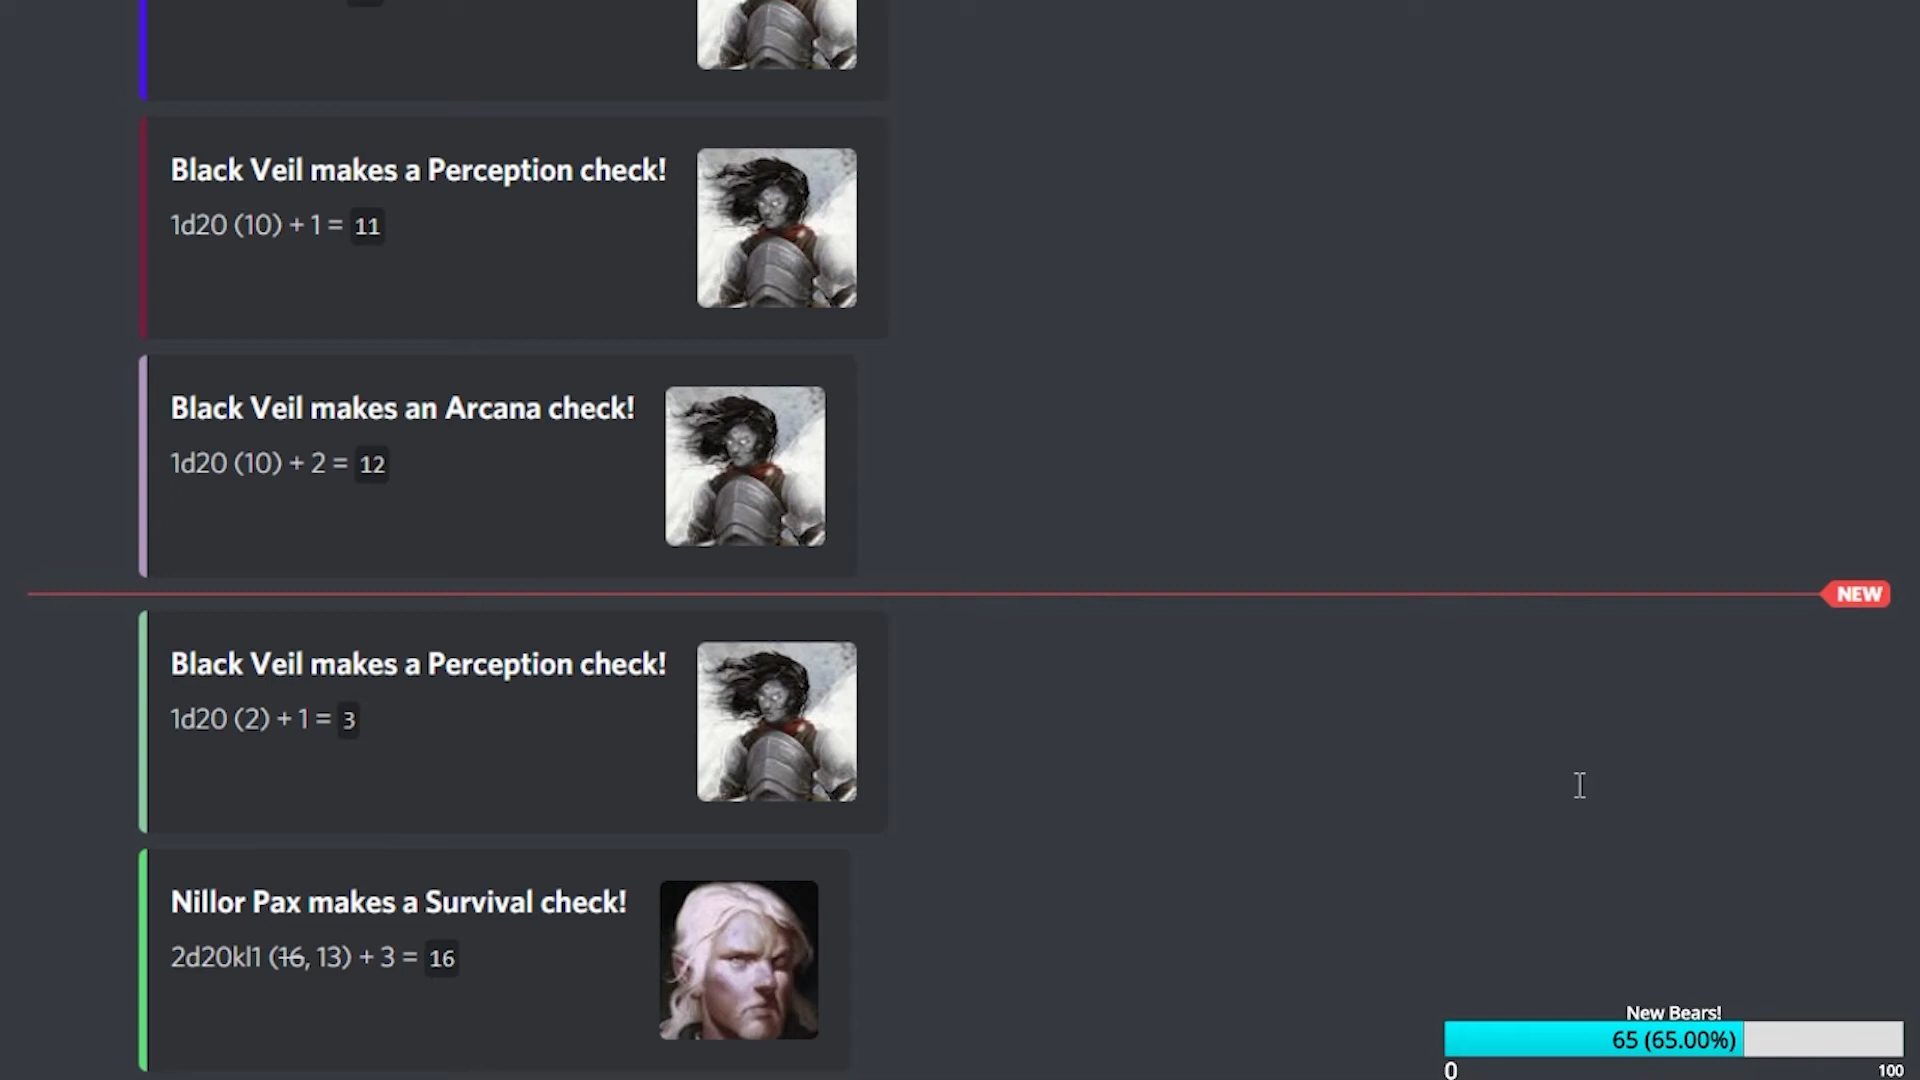 Black Veil makes a Perception check!
1d20 (10) + 1 = 11
Black Veil makes an Arcana check!
1d20 (10) + 2 = 12
NEW
Black Veil makes a Perception check!
1d20 (2) + 1 = 3
Nillor Pax makes a Survival check!
2d20kl1 (16, 13) + 3 = 16
New Bears!
65 (65.00%)
0 100